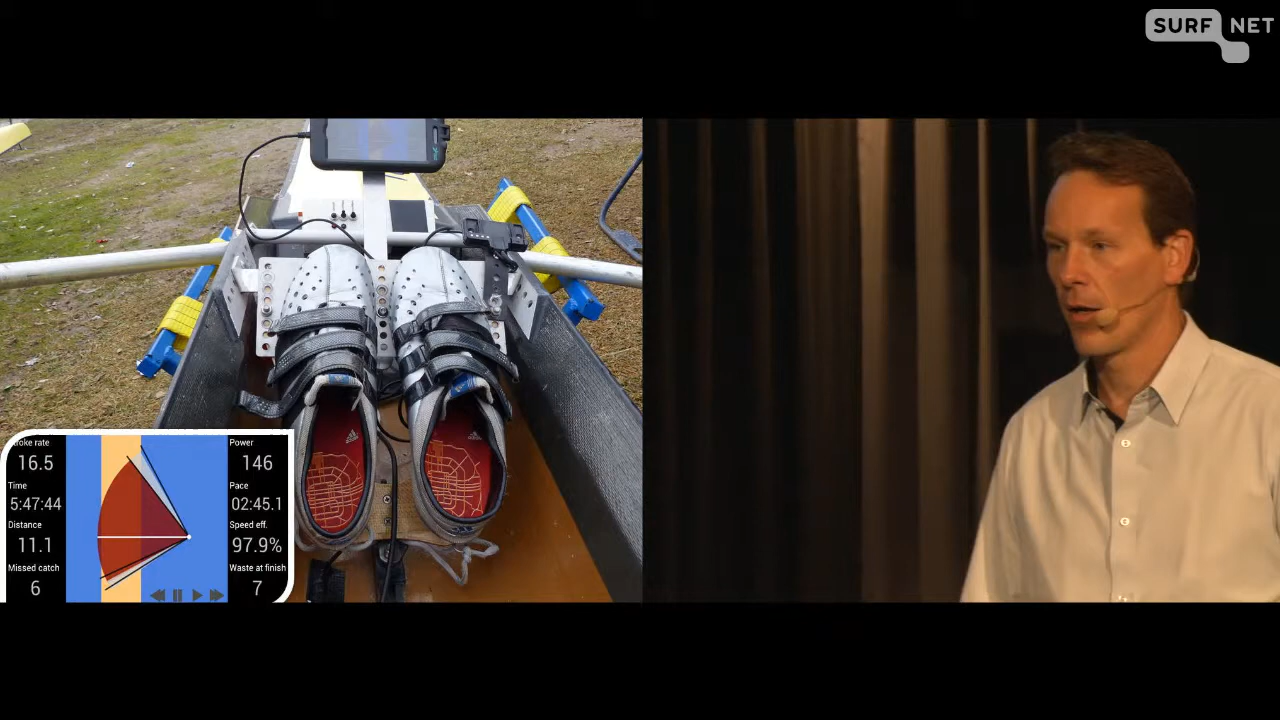 SURF NET
troke rate
Power
16.5
146
Time
Pace
5:47:44
02:45.1
Distance
Speed eff.
11.1
97.9%
Missed catch
Waste at finish
6
7
adidas